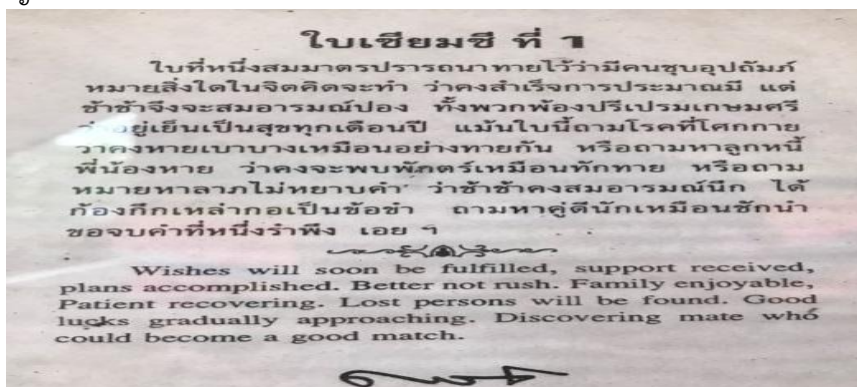 ใบเซียมซี ที่ 1
ใบที่หนึ่งสมมาตรปรารถนาทายไว้ว่ามีคนชุบอุปถัมภ์
หมายสิ่งใดในจิตคิดจะทำ ว่าคงสำเร็จการประมาณมี แต่
ช้าช้าจึงจะสมอารมณ์ปอง ทั้งพวกพ้องปรีเปรมเกษมศรี
อยู่เย็นเป็นสุขทุกเดือนปี แม้นใบนี้ถามโรคที่โศกกาย
วาคงหายเบาบางเหมือนอย่างทายกัน หรือถามหาลูกหนี้
พี่น้องหาย ว่าคงจะพบพักตร์เหมือนทักทาย หรือถาม
หมายหาลาภไม่หยาบคำ ว่าช้าช้าคงสมอารมณ์นึก ได้
ก้องกึกเหล่ากอเป็นข้อขำ ถามหาคู่ดีนักเหมือนชักนำ
ขอจบคำที่หนึ่งรำพึง เอย ฯ
Wishes will soon be fulfilled, support received,
plans accomplished. Better not rush. Family enjoyable,
Patient recovering. Lost persons will be found. Good
lucks gradually approaching. Discovering mate who
could become a good match.